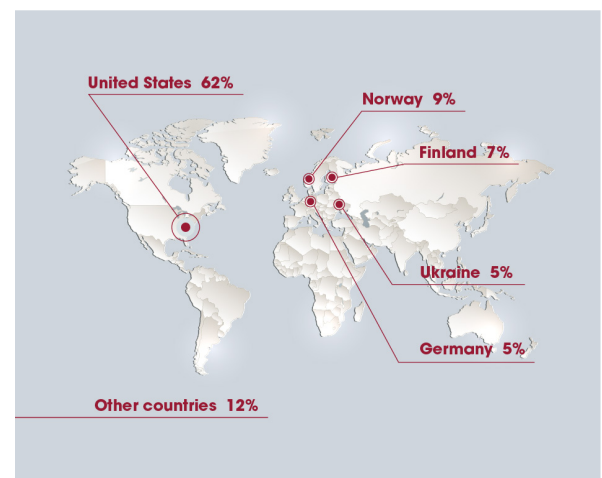 United States 62%
Norway 9%
Finland 7%
Ukraine 5%
Germany 5%
Other countries 12%